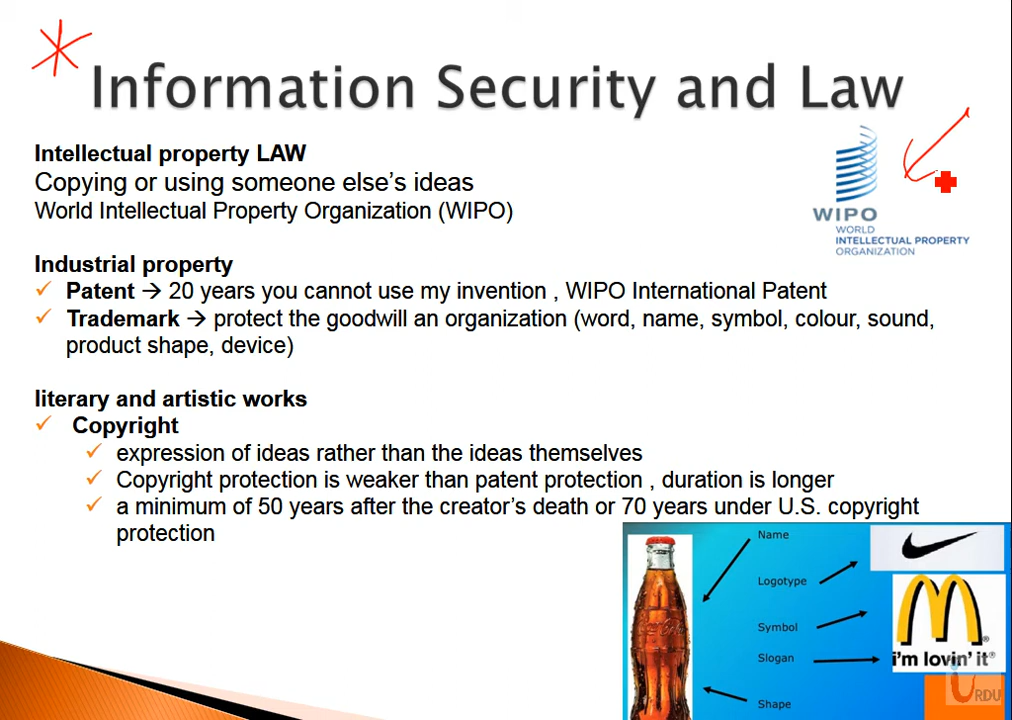 Information Security and Law
Intellectual property LAW
Copying or using someone else's ideas
World Intellectual Property Organization (WIPO)
WIPO
WORLD
INTELLECTUAL PROPERTY
ORGANIZATION
Industrial property
✓ Patent → 20 years you cannot use my invention , WIPO International Patent
✓ Trademark → protect the goodwill an organization (word, name, symbol, colour, sound,
product shape, device)
literary and artistic works
✓ Copyright
✓ expression of ideas rather than the ideas themselves
✓ Copyright protection is weaker than patent protection , duration is longer
✓ a minimum of 50 years after the creator's death or 70 years under U.S. copyright
protection
Name
Logotype
Symbol
Slogan
Shape
Coca-Cola
®
i'm lovin' it®
iURDU